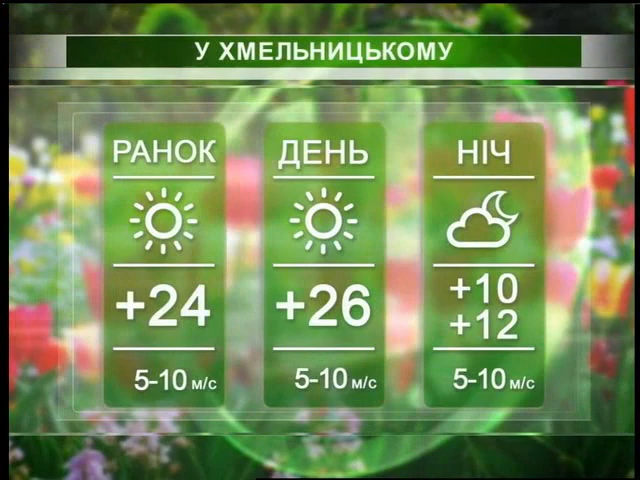 У ХМЕЛЬНИЦЬКОМУ
РАНОК
+24
5-10 м/с
ДЕНЬ
+26
5-10 м/с
НІЧ
+10
+12
5-10 м/с